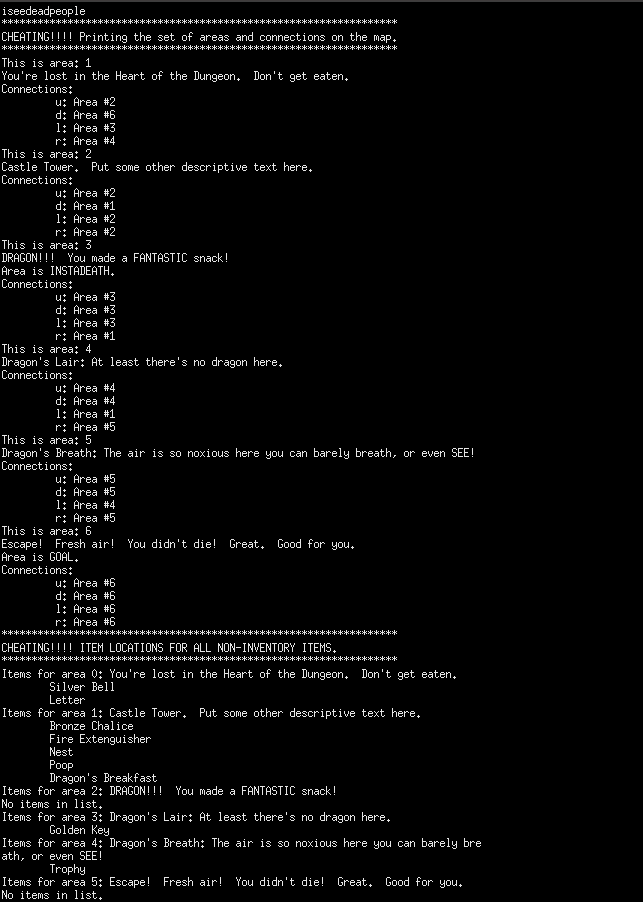 iseedeadpeople
******************************************************************
CHEATING!!!! Printing the set of areas and connections on the map.
******************************************************************
This is area: 1
You're lost in the Heart of the Dungeon.  Don't get eaten.
Connections:
u: Area #2
d: Area #6
l: Area #3
r: Area #4
This is area: 2
Castle Tower.  Put some other descriptive text here.
Connections:
u: Area #2
d: Area #1
l: Area #2
r: Area #2
This is area: 3
DRAGON!!!  You made a FANTASTIC snack!
Area is INSTADEATH.
Connections:
u: Area #3
d: Area #3
l: Area #3
r: Area #1
This is area: 4
Dragon's Lair: At least there's no dragon here.
Connections:
u: Area #4
d: Area #4
l: Area #1
r: Area #5
This is area: 5
Dragon's Breath: The air is so noxious here you can barely breath, or even SEE!
Connections:
u: Area #5
d: Area #5
l: Area #4
r: Area #5
This is area: 6
Escape!  Fresh air!  You didn't die!  Great.  Good for you.
Area is GOAL.
Connections:
u: Area #6
d: Area #6
l: Area #6
r: Area #6
******************************************************************
CHEATING!!!! ITEM LOCATIONS FOR ALL NON-INVENTORY ITEMS.
******************************************************************
Items for area 0: You're lost in the Heart of the Dungeon.  Don't get eaten.
Silver Bell
Letter
Items for area 1: Castle Tower.  Put some other descriptive text here.
Bronze Chalice
Fire Extenguisher
Nest
Poop
Dragon's Breakfast
Items for area 2: DRAGON!!!  You made a FANTASTIC snack!
No items in list.
Items for area 3: Dragon's Lair: At least there's no dragon here.
Golden Key
Items for area 4: Dragon's Breath: The air is so noxious here you can barely bre
ath, or even SEE!
Trophy
Items for area 5: Escape!  Fresh air!  You didn't die!  Great.  Good for you.
No items in list.